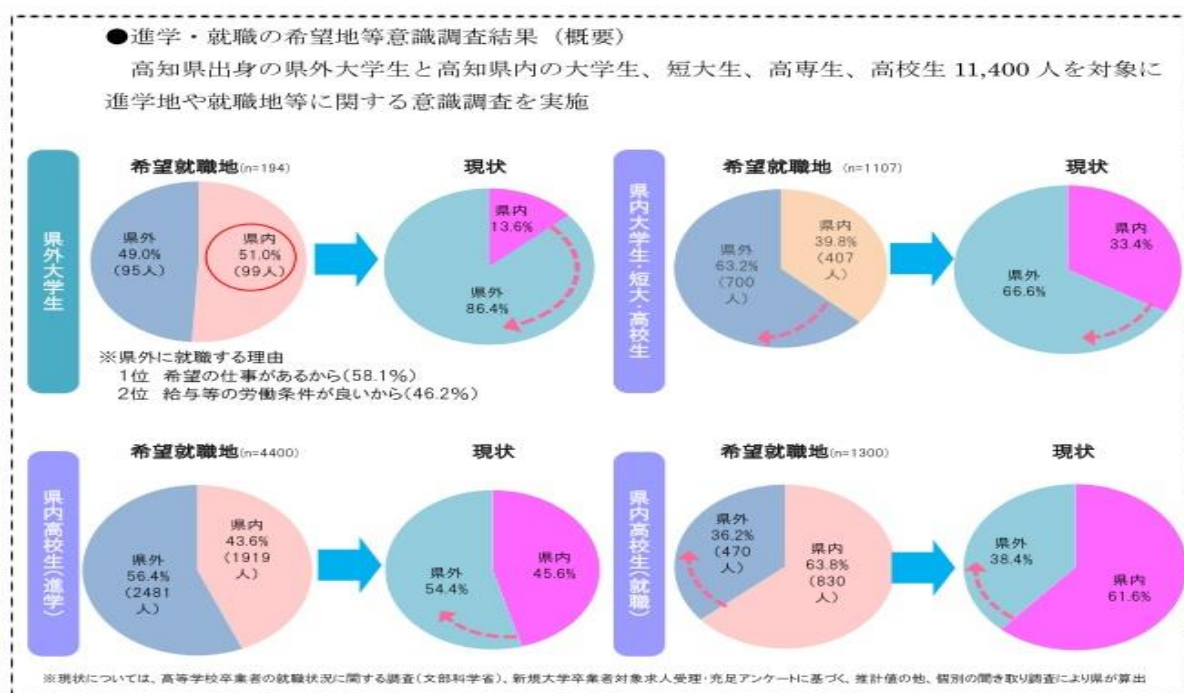 ●進学・就職の希望地等意識調査結果（概要）
高知県出身の県外大学生と高知県内の大学生、短大生、高専生、高校生 11,400 人を対象に
進学地や就職地等に関する意識調査を実施
県外大学生
希望就職地(n=194)
県外
49.0%
(95人)
県内
51.0%
(99人)
現状
県内
13.6%
県外
86.4%
※県外に就職する理由
1位 希望の仕事があるから(58.1%)
2位 給与等の労働条件が良いから(46.2%)
県内大学生・短大・高校生
希望就職地 (n=1107)
県外
63.2%
(700
人)
県内
39.8%
(407
人)
現状
県内
33.4%
県外
66.6%
県内高校生(進学)
希望就職地(n=4400)
県外
56.4%
(2481
人)
県内
43.6%
(1919
人)
現状
県外
54.4%
県内
45.6%
県内高校生(就職)
希望就職地(n=1300)
県外
36.2%
(470
人)
県内
63.8%
(830
人)
現状
県外
38.4%
県内
61.6%
※現状については、高等学校卒業者の就職状況に関する調査(文部科学省)、新規大学卒業者対象求人受理・充足アンケートに基づく、推計値の他、個別の聞き取り調査により県が算出